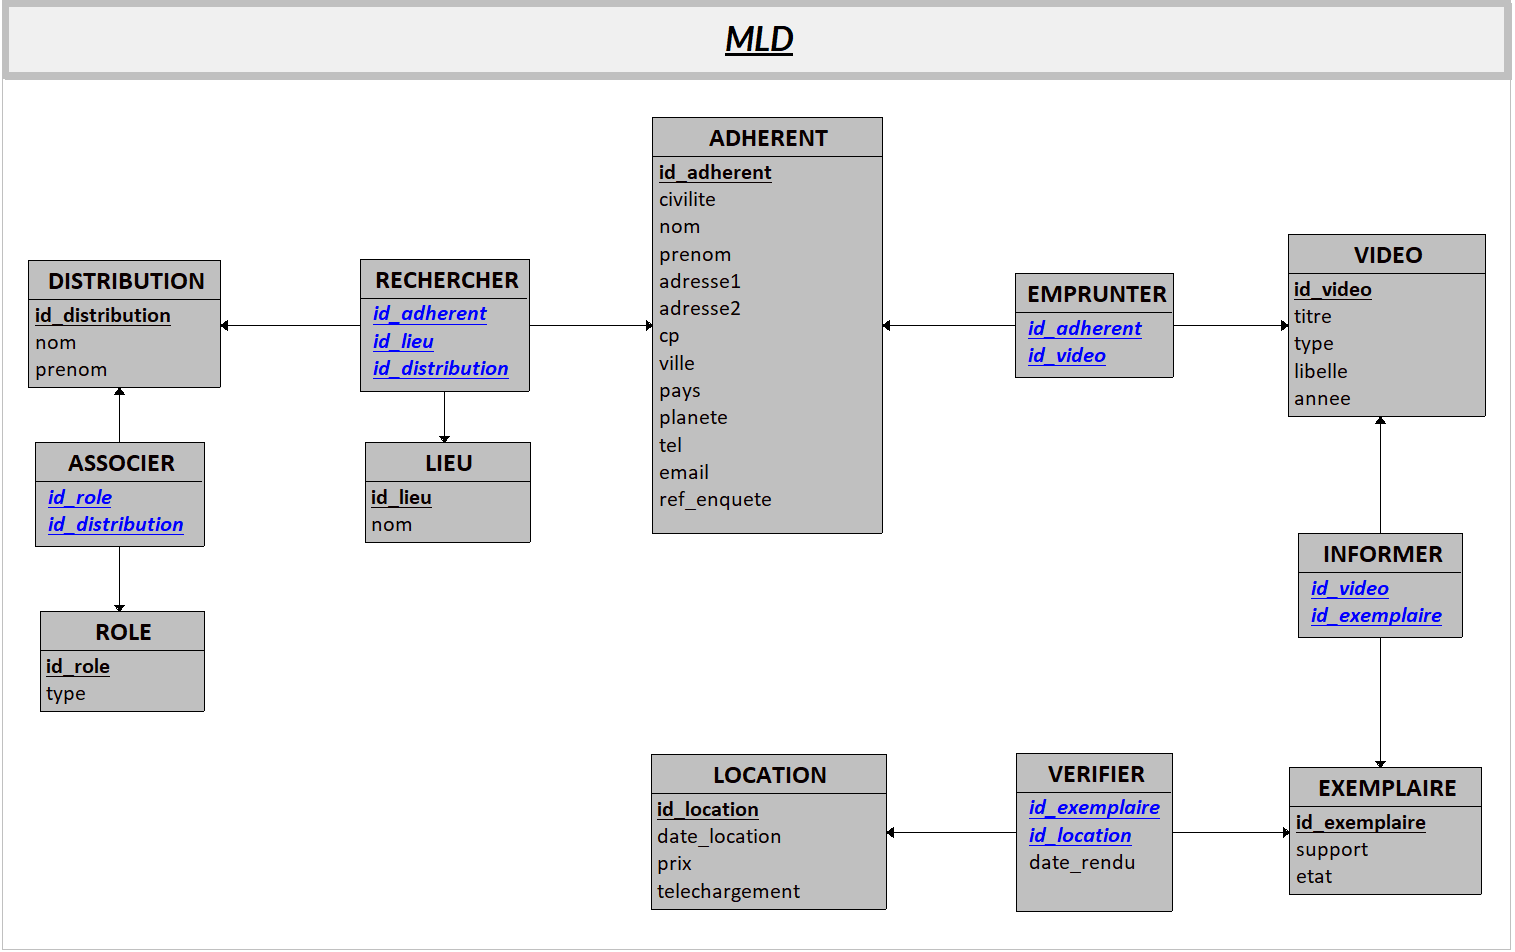 MLD
DISTRIBUTION
id_distribution
nom
prenom
RECHERCHER
id_adherent
id_lieu
id_distribution
ADHERENT
id_adherent
civilite
nom
prenom
adresse1
adresse2
cp
ville
pays
planete
tel
email
ref_enquete
EMPRUNTER
id_adherent
id_video
VIDEO
id_video
titre
type
libelle
annee
ASSOCIER
id_role
id_distribution
LIEU
id_lieu
nom
INFORMER
id_video
id_exemplaire
ROLE
id_role
type
LOCATION
id_location
date_location
prix
telechargement
VERIFIER
id_exemplaire
id_location
date_rendu
EXEMPLAIRE
id_exemplaire
support
etat